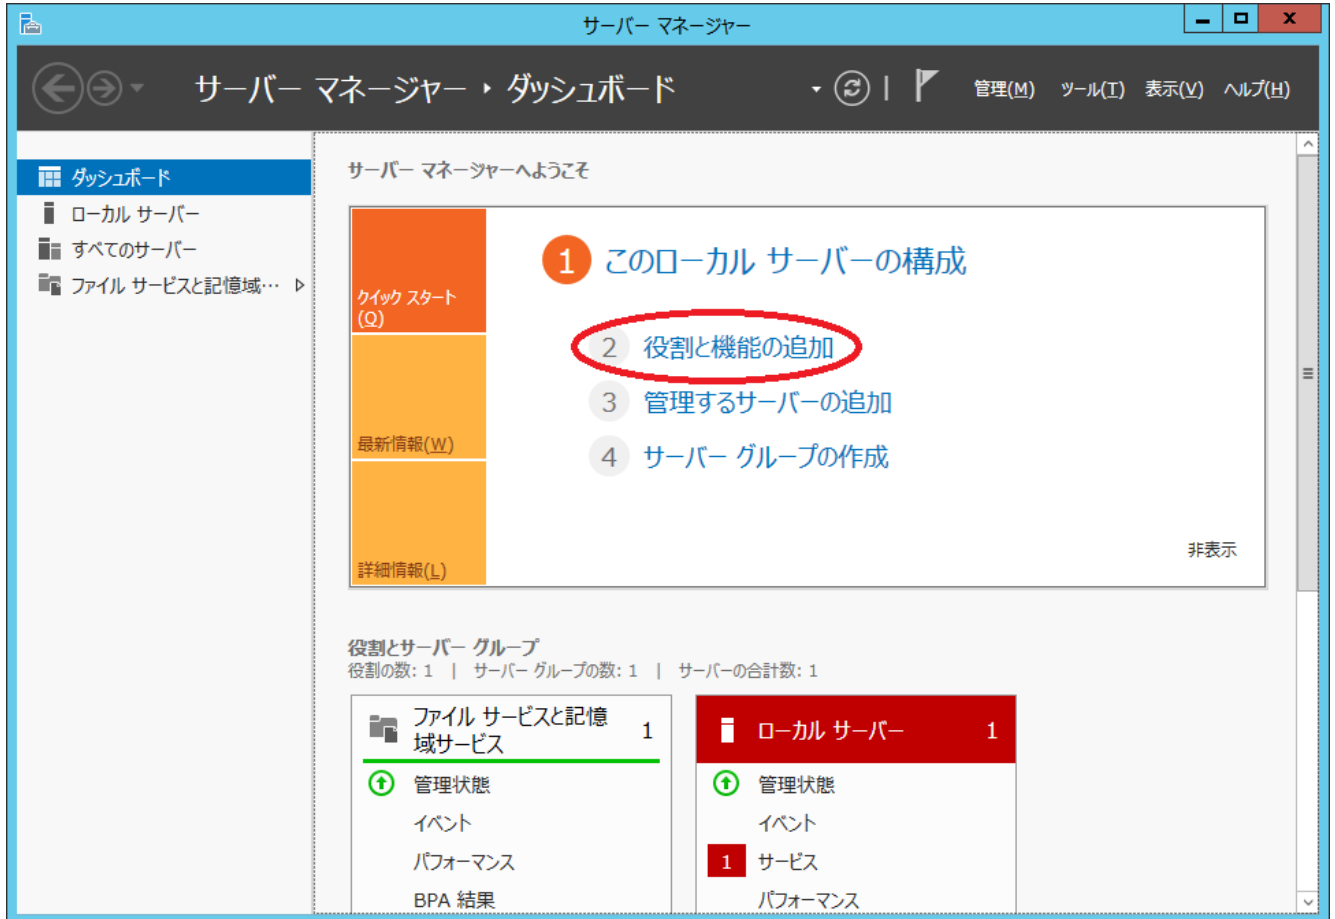 サーバー マネージャー
サーバー マネージャー ・ ダッシュボード
管理(M) ツール(T) 表示(V) ヘルプ(H)
ダッシュボード
ローカル サーバー
すべてのサーバー
ファイル サービスと記憶域…
サーバー マネージャーへようこそ
クイック スタート
(Q)
最新情報(W)
詳細情報(L)
1 このローカル サーバーの構成
2 役割と機能の追加
3 管理するサーバーの追加
4 サーバー グループの作成
非表示
役割とサーバー グループ
役割の数: 1 | サーバー グループの数: 1 | サーバーの合計数: 1
ファイル サービスと記憶
域サービス 1
管理状態
イベント
パフォーマンス
BPA 結果
ローカル サーバー 1
管理状態
イベント
1 サービス
パフォーマンス